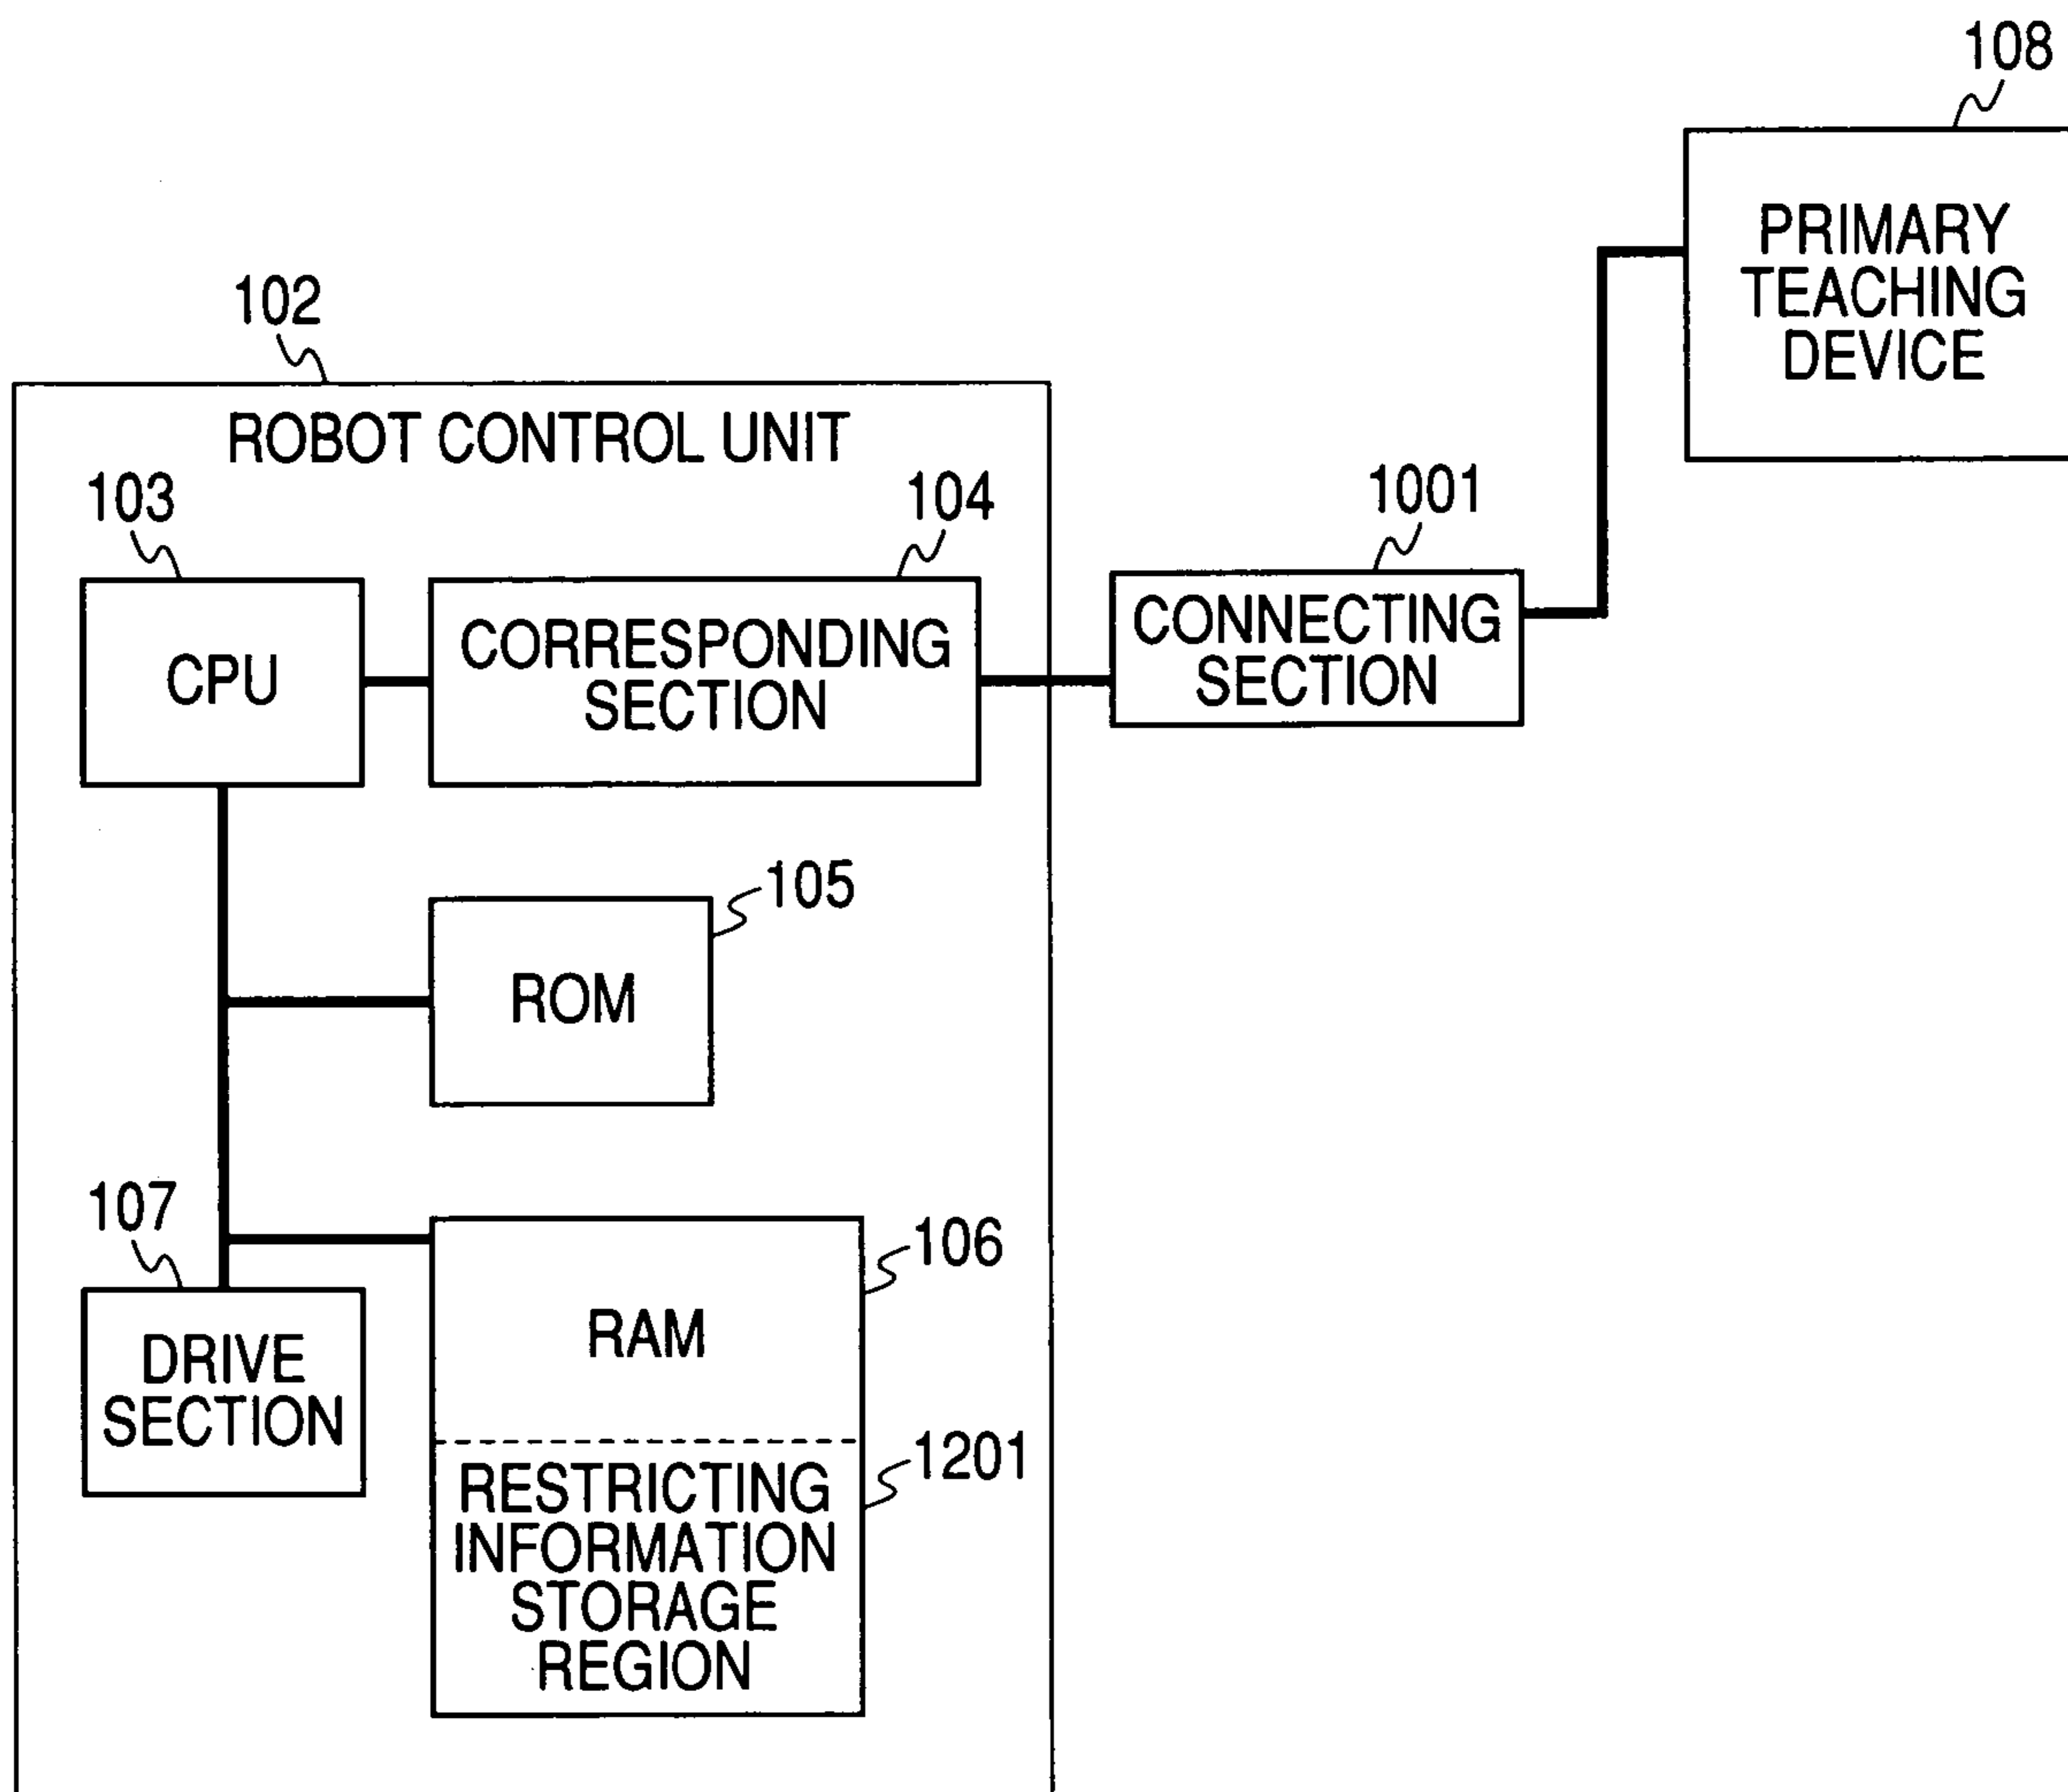 108
PRIMARY
TEACHING
DEVICE
102
ROBOT CONTROL UNIT
103
104
1001
CPU
CORRESPONDING
SECTION
CONNECTING
SECTION
105
ROM
107
106
DRIVE
SECTION
RAM
1201
RESTRICTING
INFORMATION
STORAGE
REGION